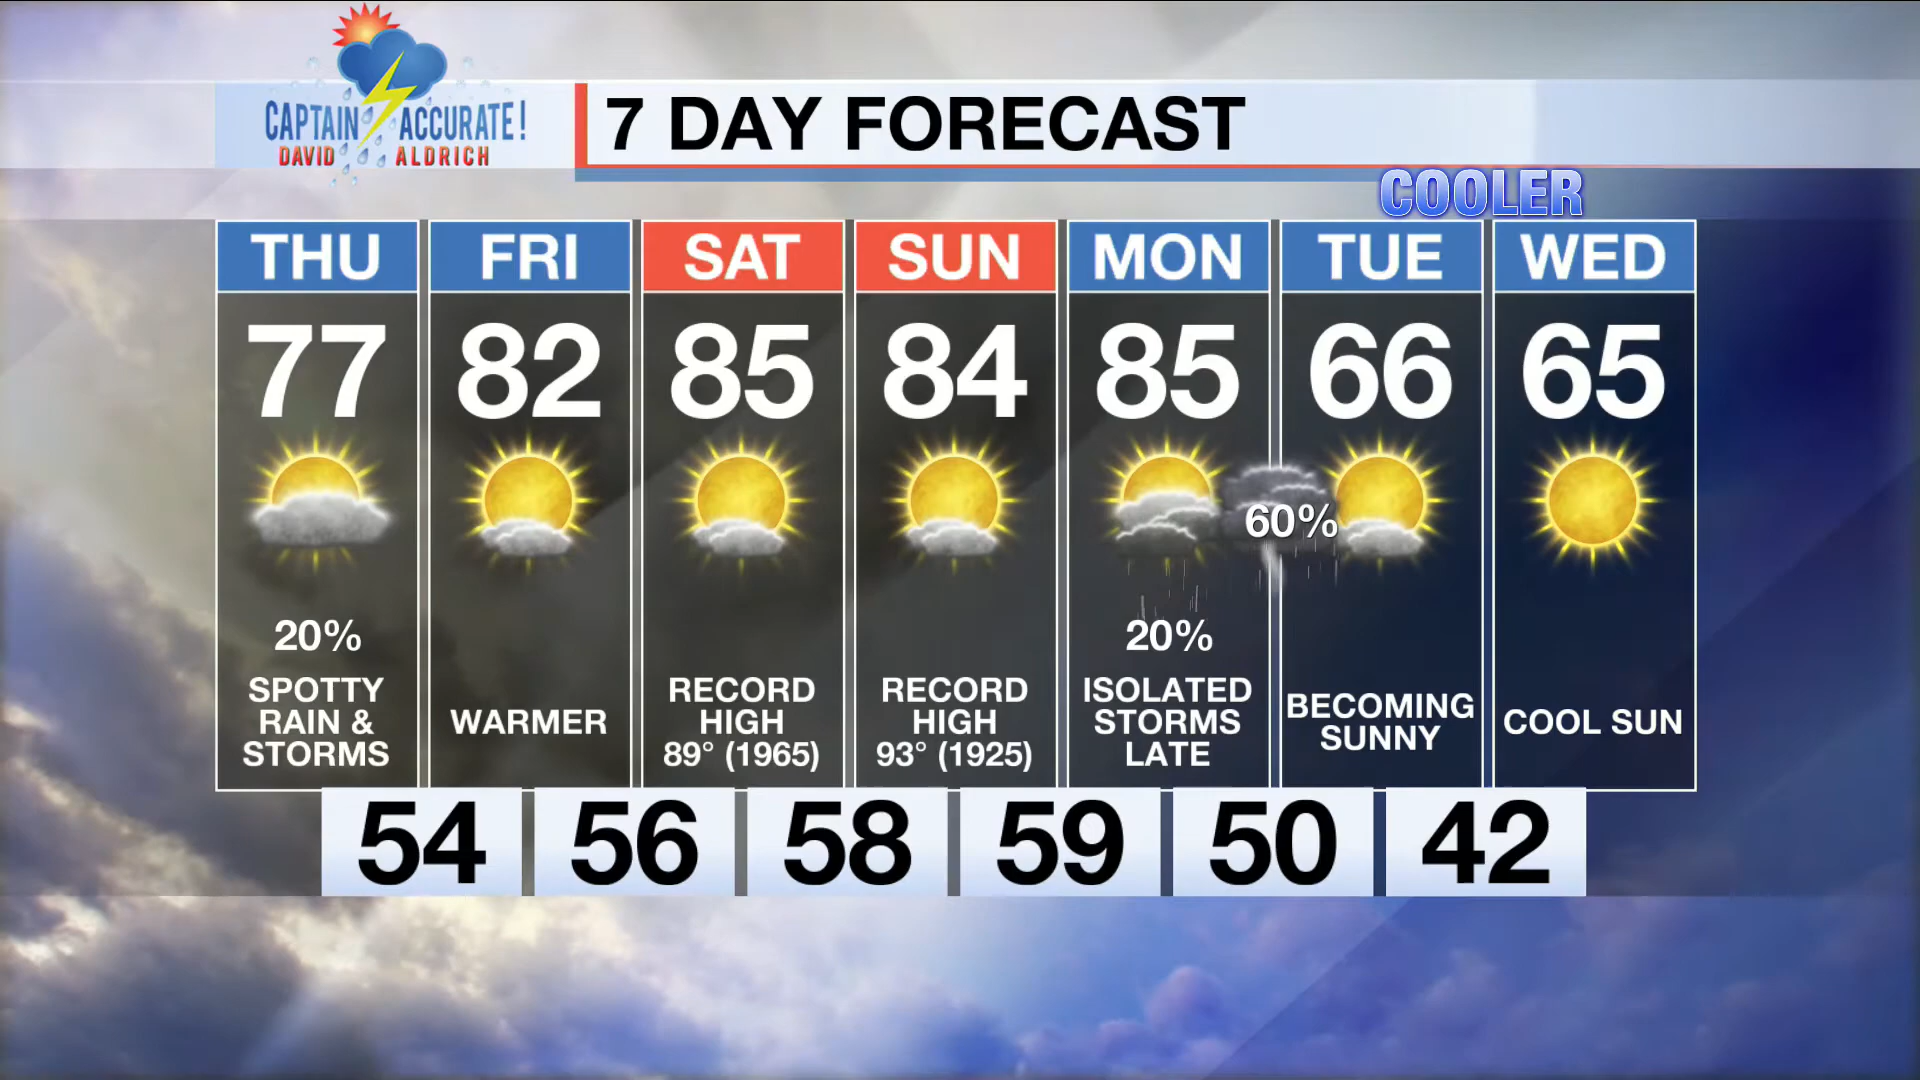 CAPTAIN ACCURATE!
DAVID ALDRICH
7 DAY FORECAST
COOLER
THU
77
20%
SPOTTY
RAIN &
STORMS
FRI
82
WARMER
SAT
85
RECORD
HIGH
89° (1965)
SUN
84
RECORD
HIGH
93° (1925)
MON
85
20%
ISOLATED
STORMS
LATE
60%
TUE
66
BECOMING
SUNNY
WED
65
COOL SUN
54 56 58 59 50 42